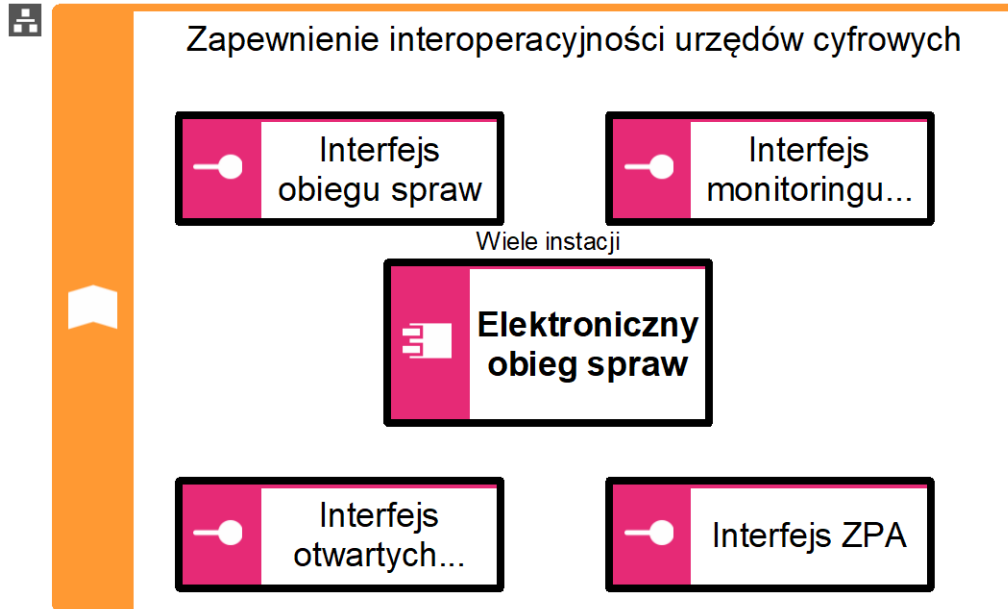 Zapewnienie interoperacyjności urzędów cyfrowych
Interfejs
obiegu spraw
Interfejs
monitoringu...
Wiele instacji
Elektroniczny
obieg spraw
Interfejs
otwartych...
Interfejs ZPA